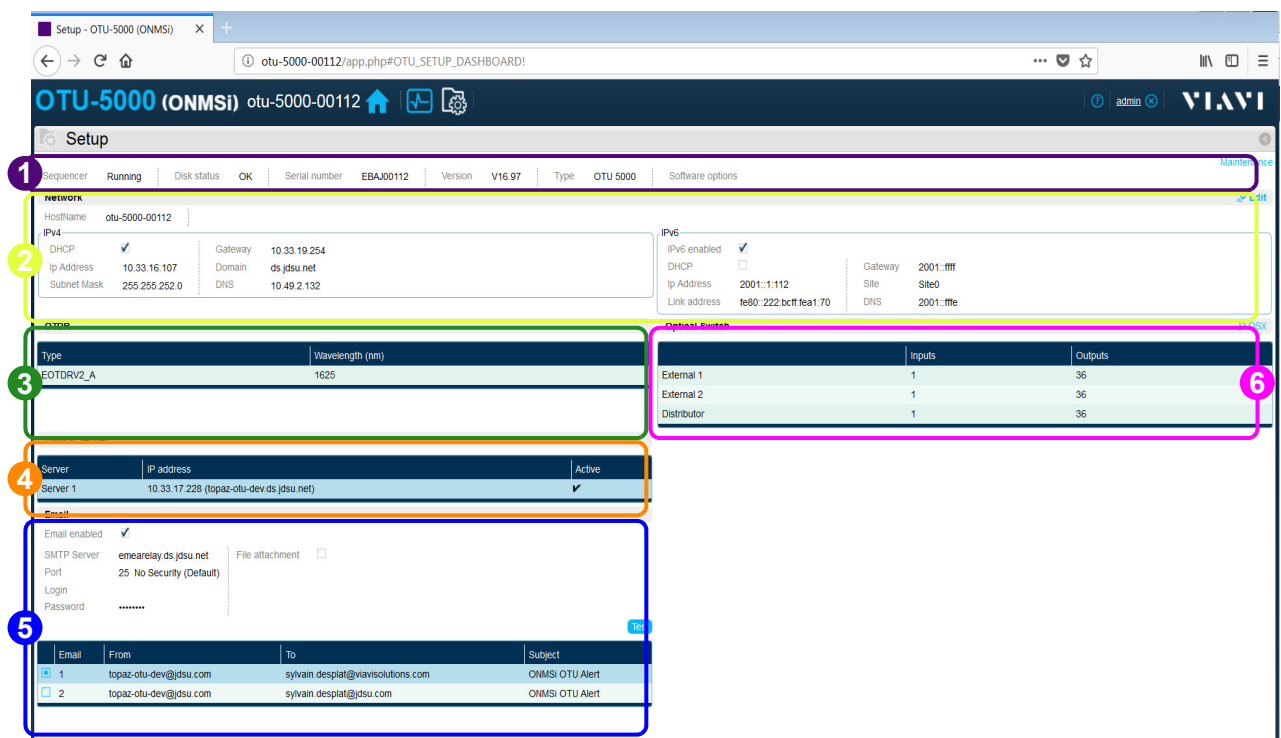 Setup - OTU-5000 (ONMSi) × +
otu-5000-00112/app.php#OTU_SETUP_DASHBOARD!
OTU-5000 (ONMSi) otu-5000-00112
admin
VIAVI
Setup
Maintenance
1
Sequencer Running Disk status OK Serial number EBAJ00112 Version V16.97 Type OTU 5000 Software options
Network Edit
HostName otu-5000-00112
2
IPv4
DHCP Gateway 10.33.19.254
Ip Address 10.33.16.107 Domain ds.jdsu.net
Subnet Mask 255.255.252.0 DNS 10.49.2.132
IPv6
IPv6 enabled
DHCP Gateway 2001::ffff
Ip Address 2001::1:112 Site Site0
Link address fe80::222:bcff:fea1:70 DNS 2001::fffe
OTDR
3
Type Wavelength (nm)
EOTDRV2_A 1625
Optical Switch OSX
6
Inputs Outputs
External 1 1 36
External 2 1 36
Distributor 1 36
4
Server IP address Active
Server 1 10.33.17.228 (topaz-otu-dev.ds.jdsu.net) ✔
Email
5
Email enabled
SMTP Server emearelay.ds.jdsu.net File attachment
Port 25 No Security (Default)
Login
Password ••••••••
Test
Email From To Subject
1 topaz-otu-dev@jdsu.com sylvain.desplat@viavisolutions.com ONMSi OTU Alert
2 topaz-otu-dev@jdsu.com sylvain.desplat@jdsu.com ONMSi OTU Alert